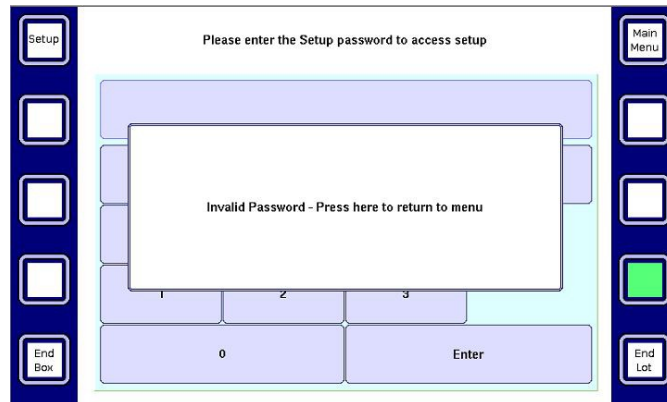 Setup
Please enter the Setup password to access setup
Main
Menu
Invalid Password - Press here to return to menu
1
2
3
0
Enter
End
Box
End
Lot